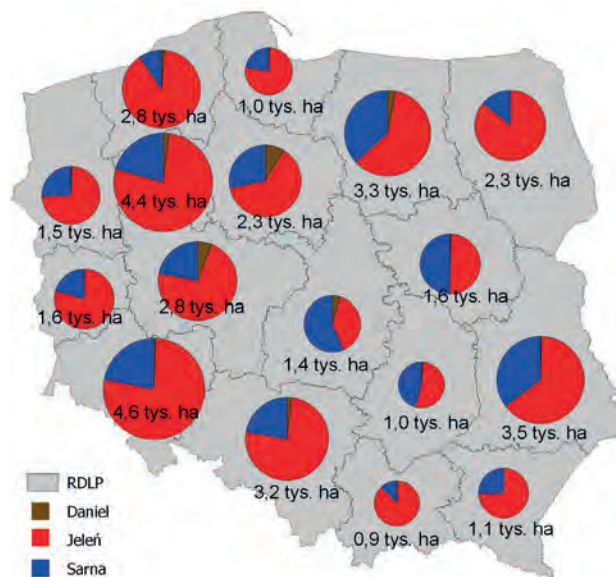 2,8 tys. ha
1,0 tys. ha
3,3 tys. ha
2,3 tys. ha
4,4 tys. ha
2,3 tys. ha
1,5 tys. ha
1,6 tys. ha
2,8 tys. ha
1,6 tys. ha
1,4 tys. ha
4,6 tys. ha
1,0 tys. ha
3,5 tys. ha
3,2 tys. ha
0,9 tys. ha
1,1 tys. ha
RDLP
Daniel
Jeleń
Sarna